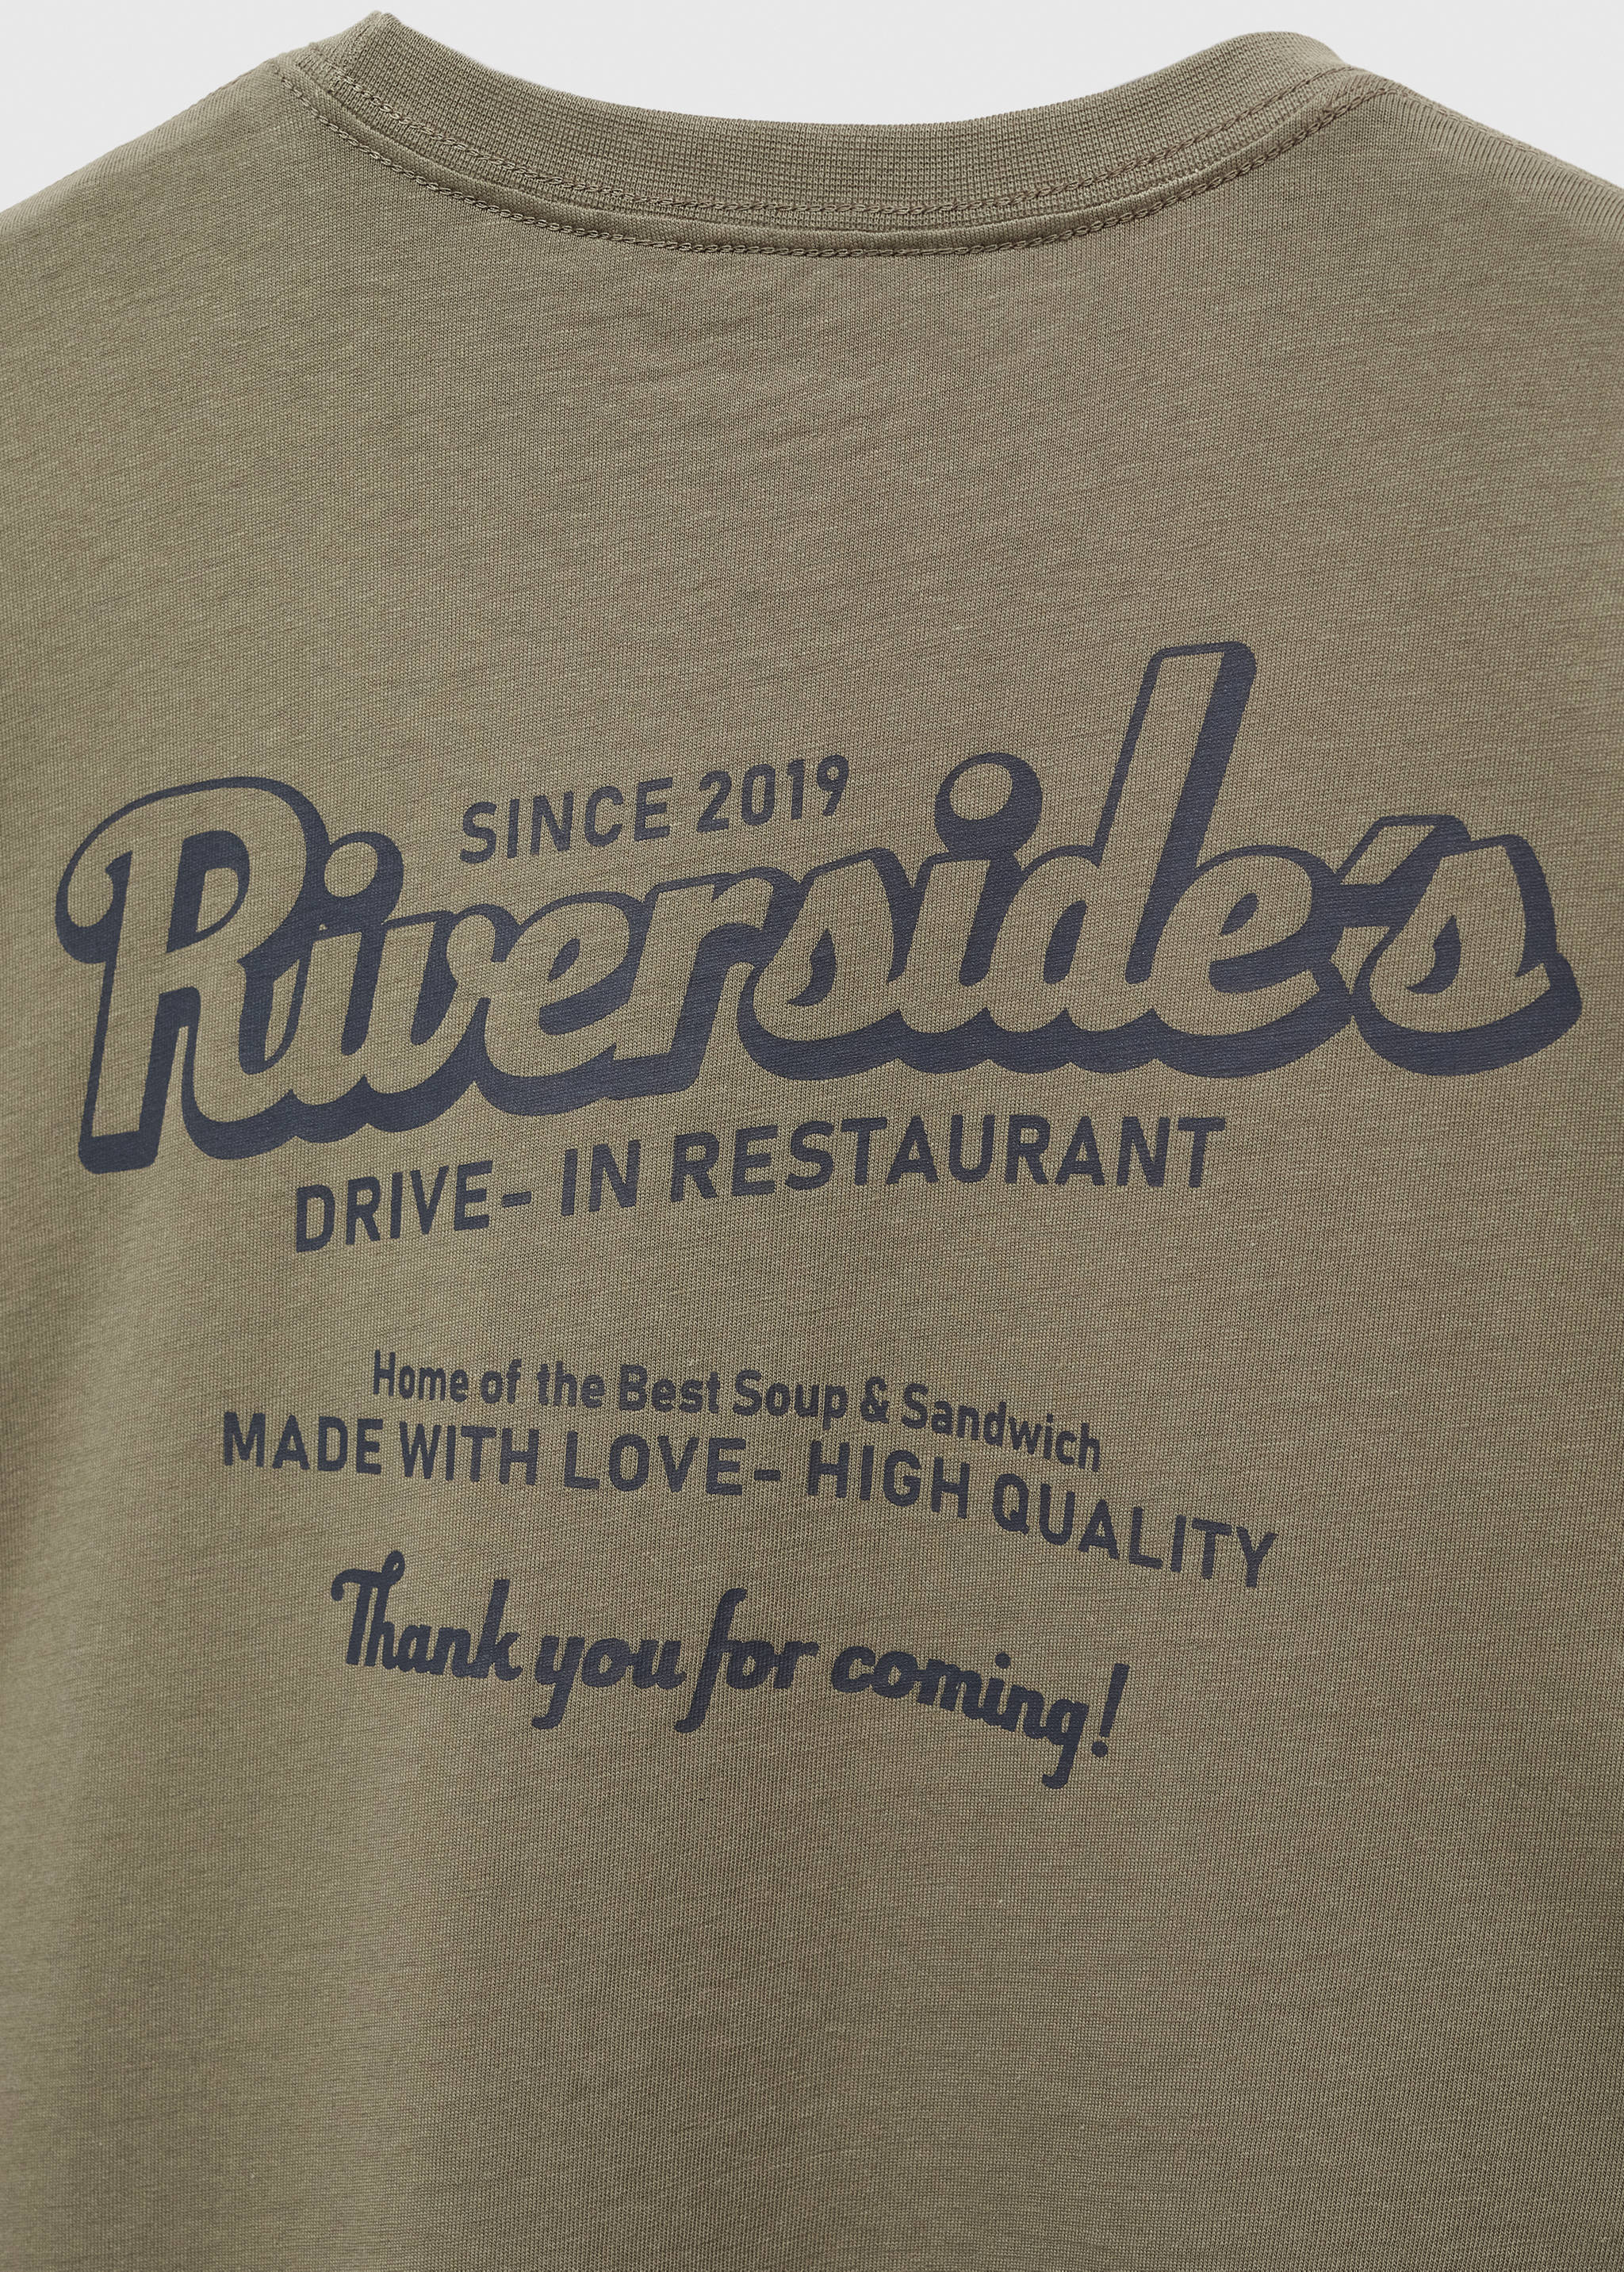 SINCE 2019
Riverside's
DRIVE- IN RESTAURANT
Home of the Best Soup & Sandwich
MADE WITH LOVE- HIGH QUALITY
Thank you for coming!